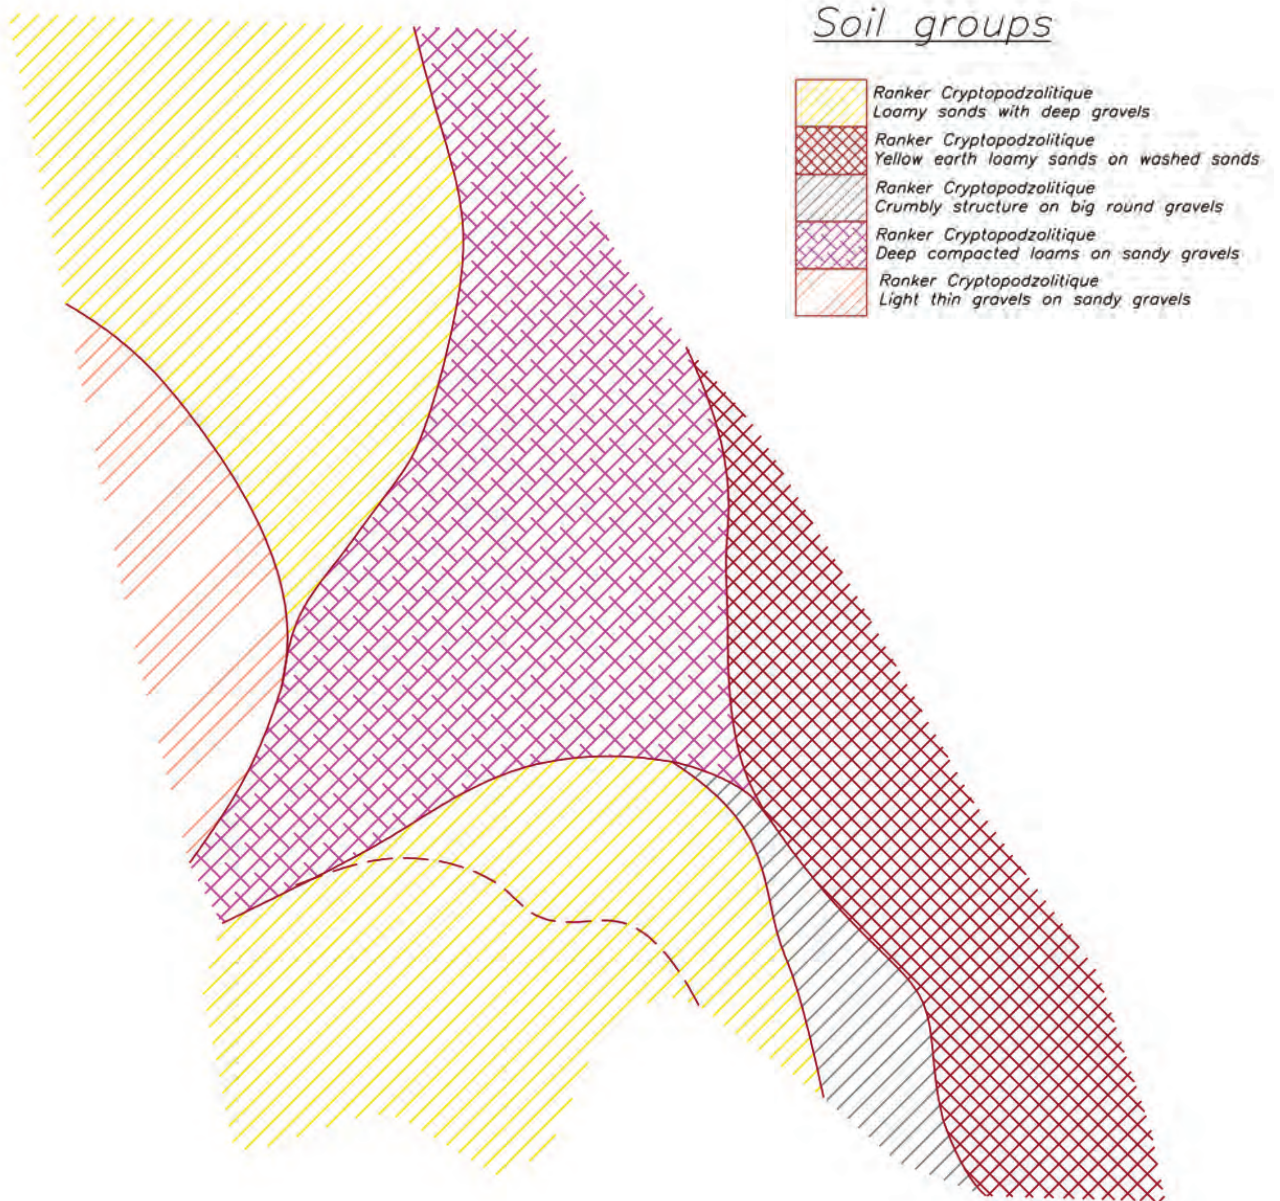 Soil groups
Ranker Cryptopodzolitique
Loamy sands with deep gravels
Ranker Cryptopodzolitique
Yellow earth loamy sands on washed sands
Ranker Cryptopodzolitique
Crumbly structure on big round gravels
Ranker Cryptopodzolitique
Deep compacted loams on sandy gravels
Ranker Cryptopodzolitique
Light thin gravels on sandy gravels